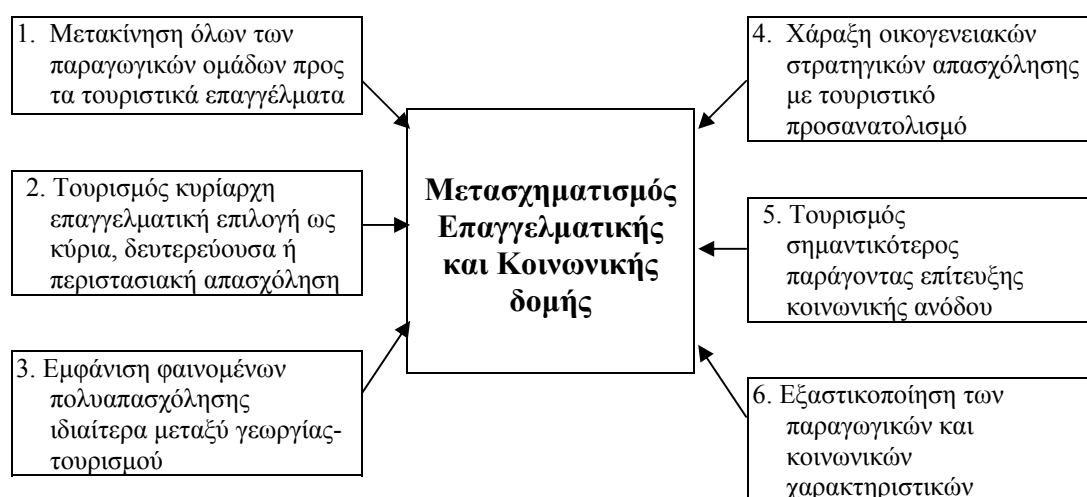 1. Μετακίνηση όλων των
παραγωγικών ομάδων προς
τα τουριστικά επαγγέλματα
2. Τουρισμός κυρίαρχη
επαγγελματική επιλογή ως
κύρια, δευτερεύουσα ή
περιστασιακή απασχόληση
3. Εμφάνιση φαινομένων
πολυαπασχόλησης
ιδιαίτερα μεταξύ γεωργίας-
τουρισμού
Μετασχηματισμός
Επαγγελματικής
και Κοινωνικής
δομής
4. Χάραξη οικογενειακών
στρατηγικών απασχόλησης
με τουριστικό
προσανατολισμό
5. Τουρισμός
σημαντικότερος
παράγοντας επίτευξης
κοινωνικής ανόδου
6. Εξαστικοποίηση των
παραγωγικών και
κοινωνικών
χαρακτηριστικών